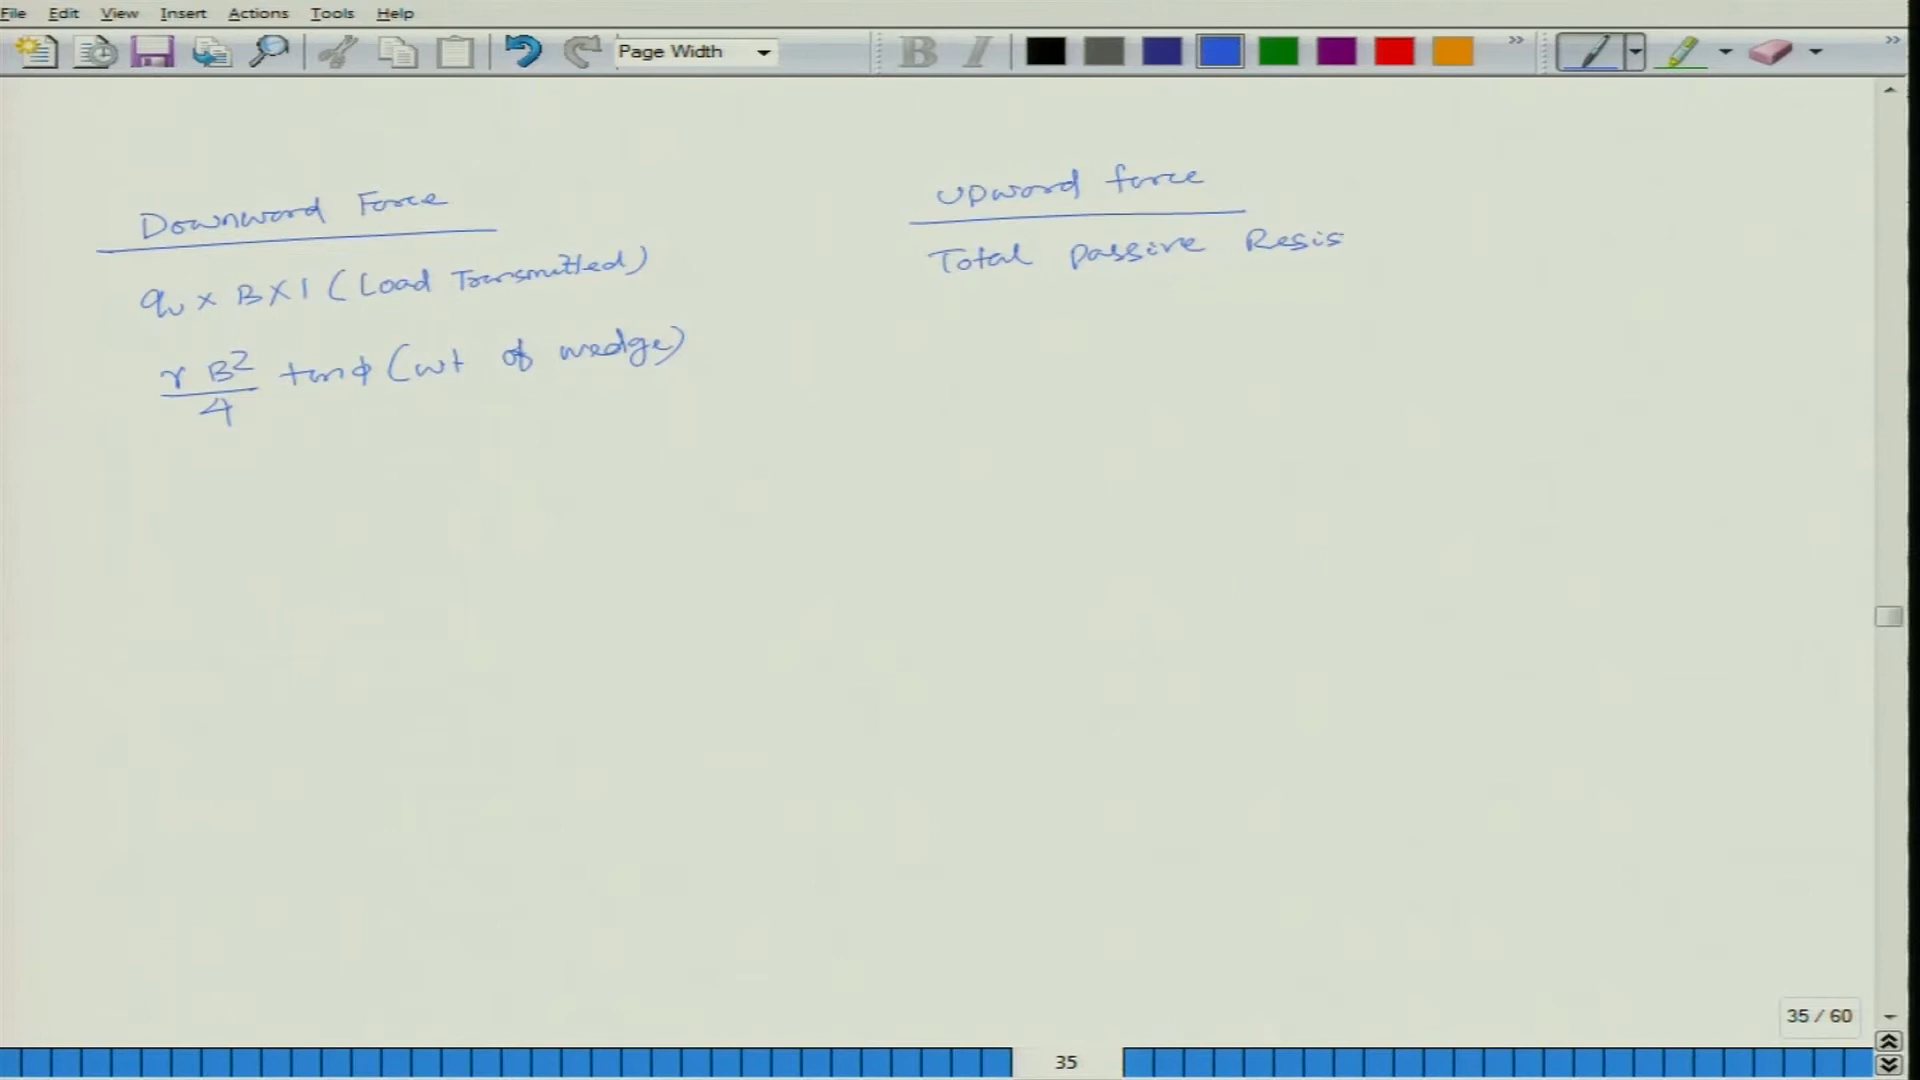 File Edit View Insert Actions Tools Help
Page Width
B I
Downward Force
qu × B × 1 (Load Transmitted)
γ B²/4 tanφ (wt of wedge)
Upward force
Total passive Resis
35 / 60
35